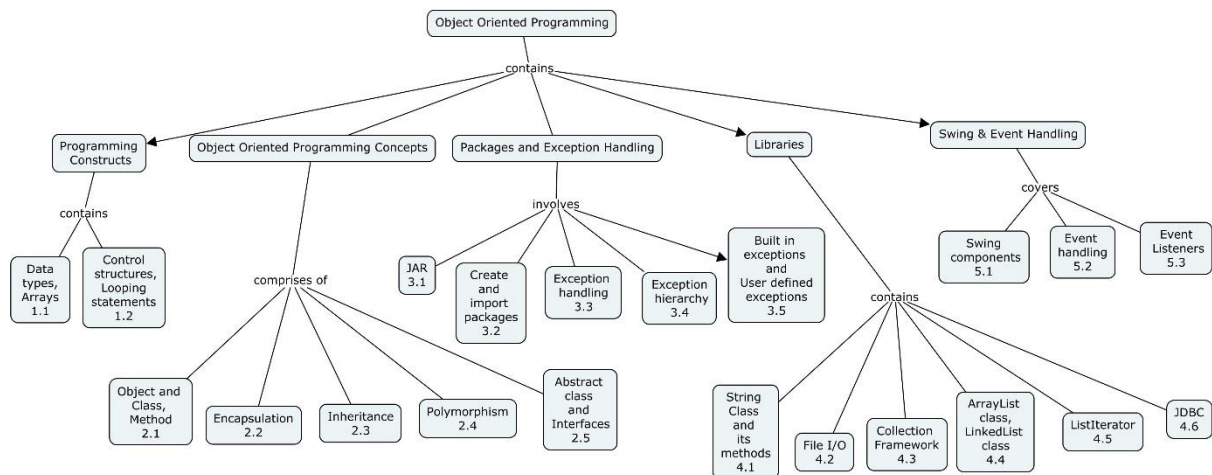 Object Oriented Programming
contains
Programming
Constructs
Object Oriented Programming Concepts
Packages and Exception Handling
Libraries
Swing & Event Handling
contains
comprises of
involves
contains
covers
Data
types,
Arrays
1.1
Control
structures,
Looping
statements
1.2
Object and
Class,
Method
2.1
Encapsulation
2.2
Inheritance
2.3
Polymorphism
2.4
Abstract
class
and
Interfaces
2.5
JAR
3.1
Create
and
import
packages
3.2
Exception
handling
3.3
Exception
hierarchy
3.4
Built in
exceptions
and
User defined
exceptions
3.5
String
Class
and
its
methods
4.1
File I/O
4.2
Collection
Framework
4.3
ArrayList
class,
LinkedList
class
4.4
ListIterator
4.5
JDBC
4.6
Swing
components
5.1
Event
handling
5.2
Event
Listeners
5.3